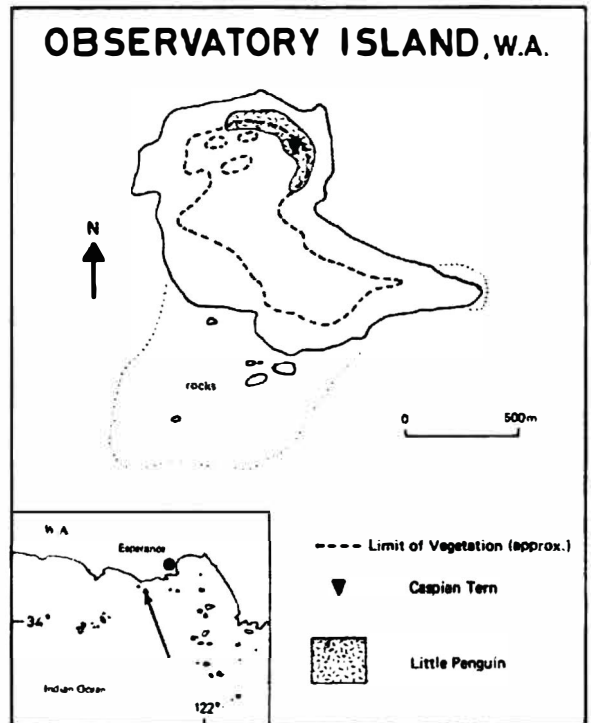 OBSERVATORY ISLAND, W.A.
N
rocks
0 500m
W A
Esperance
34°
Indian Ocean
122°
Limit of Vegetation (approx.)
Caspian Tern
Little Penguin